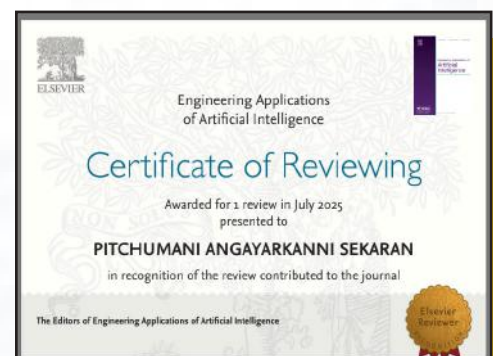 ELSEVIER
Engineering Applications
of Artificial Intelligence
Certificate of Reviewing
Awarded for 1 review in July 2025
presented to
PITCHUMANI ANGAYARKANNI SEKARAN
in recognition of the review contributed to the journal
The Editors of Engineering Applications of Artificial Intelligence
Elsevier
Reviewer